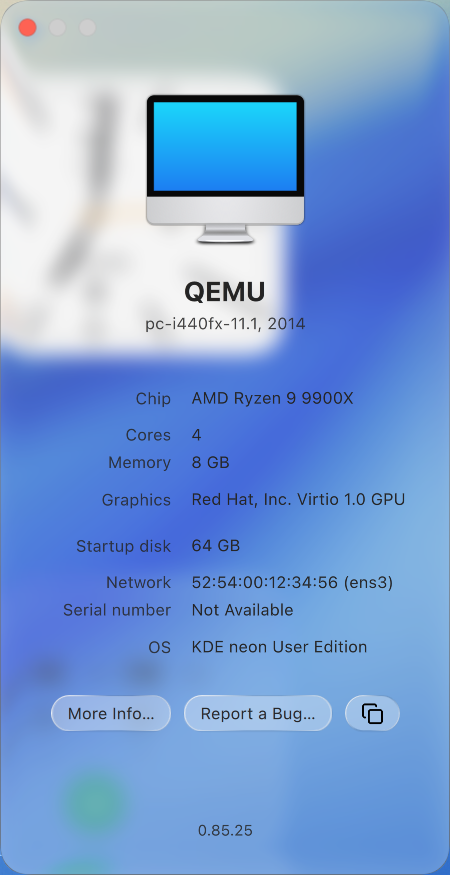 QEMU
pc-i440fx-11.1, 2014
Chip AMD Ryzen 9 9900X
Cores 4
Memory 8 GB
Graphics Red Hat, Inc. Virtio 1.0 GPU
Startup disk 64 GB
Network 52:54:00:12:34:56 (ens3)
Serial number Not Available
OS KDE neon User Edition
More Info... Report a Bug...
0.85.25